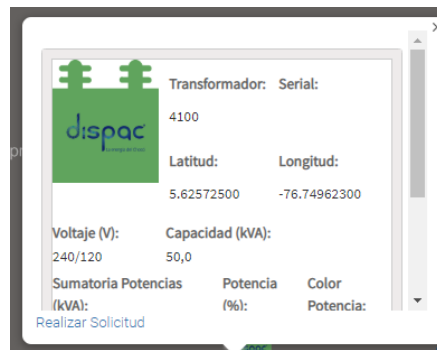 dispac
Transformador: Serial:
4100
Latitud: Longitud:
5.62572500 -76.74962300
Voltaje (V): Capacidad (kVA):
240/120 50,0
Sumatoria Potencias Potencia Color
(kVA): (%): Potencia:
Realizar Solicitud